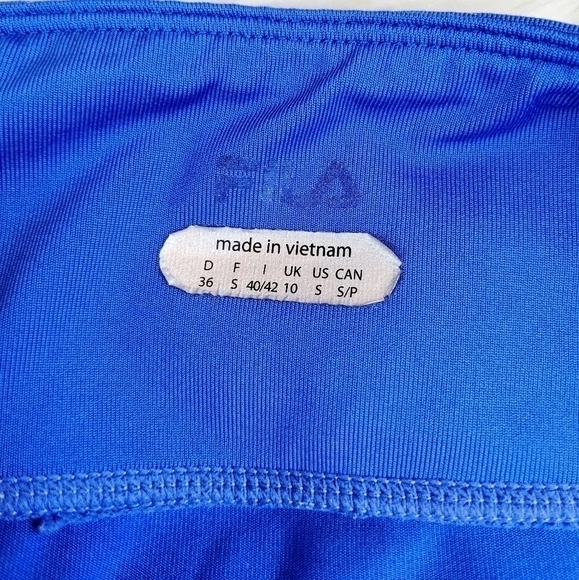 FILA
made in vietnam
D F I UK US CAN
36 S 40/42 10 S S/P